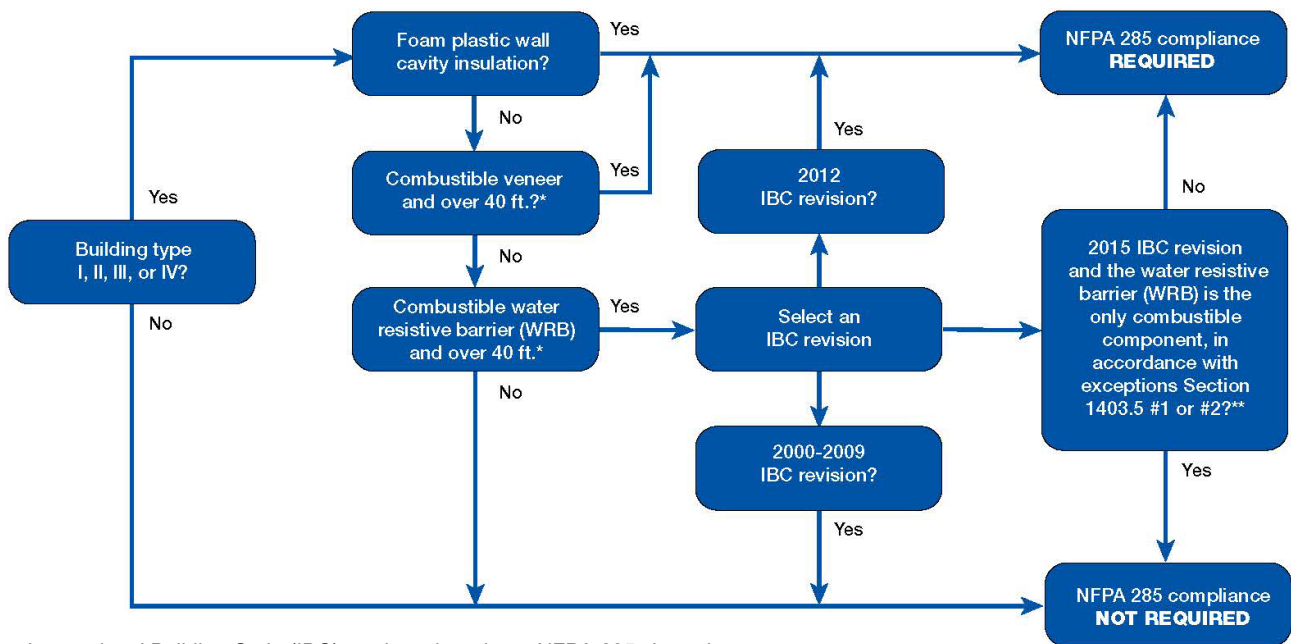 Foam plastic wall
cavity insulation?
Yes
NFPA 285 compliance
REQUIRED
No
Yes
Combustible veneer
and over 40 ft.?*
Yes
2012
IBC revision?
Yes
No
Building type
I, II, III, or IV?
No
No
Combustible water
resistive barrier (WRB)
and over 40 ft.*
Yes
No
Select an
IBC revision
2015 IBC revision
and the water resistive
barrier (WRB) is the
only combustible
component, in
accordance with
exceptions Section
1403.5 #1 or #2?**
Yes
2000-2009
IBC revision?
Yes
NFPA 285 compliance
NOT REQUIRED